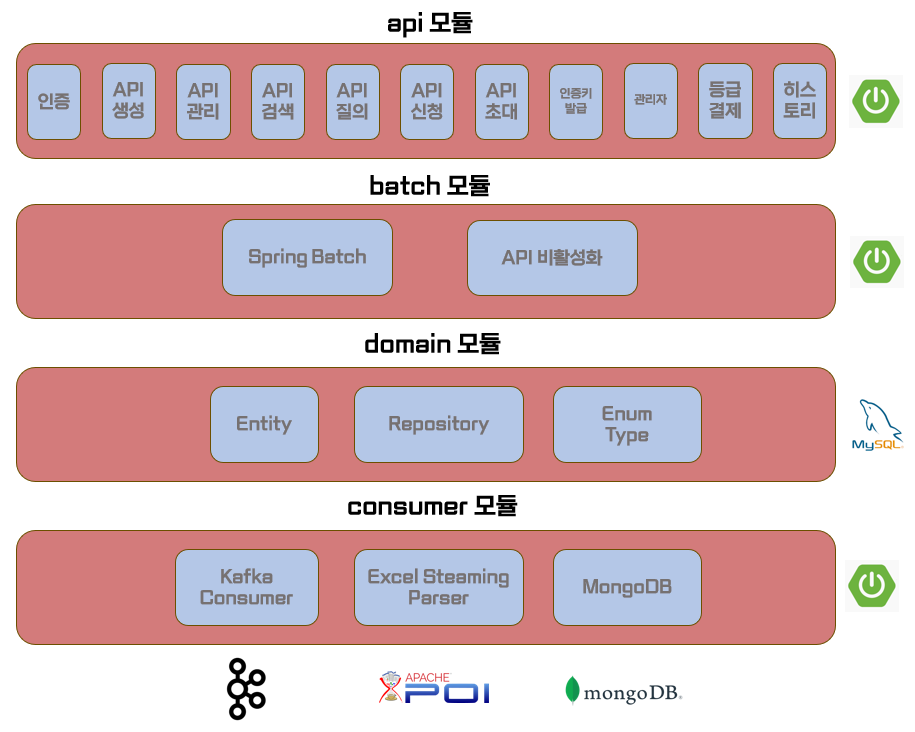 api 모듈
인증
API
생성
API
관리
API
검색
API
질의
API
신청
API
초대
인증키
발급
관리자
등급
결제
히스
토리
batch 모듈
Spring Batch
API 비활성화
domain 모듈
Entity
Repository
Enum
Type
MySQL
consumer 모듈
Kafka
Consumer
Excel Steaming
Parser
MongoDB
APACHE
POI
mongoDB